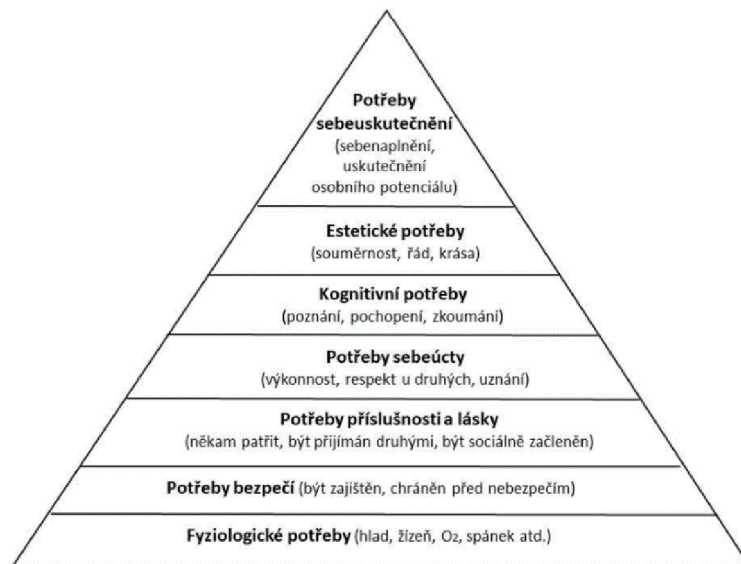 Potřeby
sebeuskutečnění
(sebenaplnění,
uskutečnění
osobního potenciálu)
Estetické potřeby
(souměrnost, řád, krása)
Kognitivní potřeby
(poznání, pochopení, zkoumání)
Potřeby sebeúcty
(výkonnost, respekt u druhých, uznání)
Potřeby příslušnosti a lásky
(někam patřit, být přijímán druhými, být sociálně začleněn)
Potřeby bezpečí (být zajištěn, chráněn před nebezpečím)
Fyziologické potřeby (hlad, žízeň, O₂, spánek atd.)